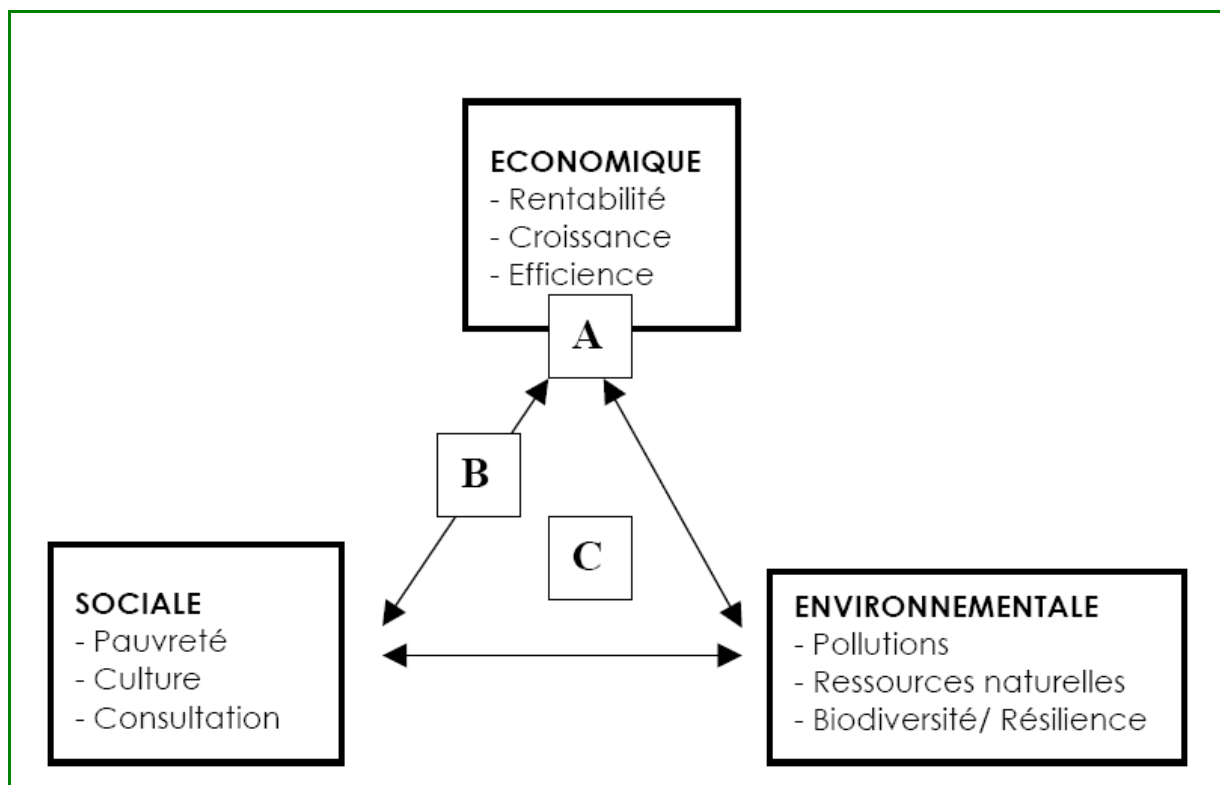 ECONOMIQUE
- Rentabilité
- Croissance
- Efficience
A
B
C
SOCIALE
- Pauvreté
- Culture
- Consultation
ENVIRONNEMENTALE
- Pollutions
- Ressources naturelles
- Biodiversité/ Résilience